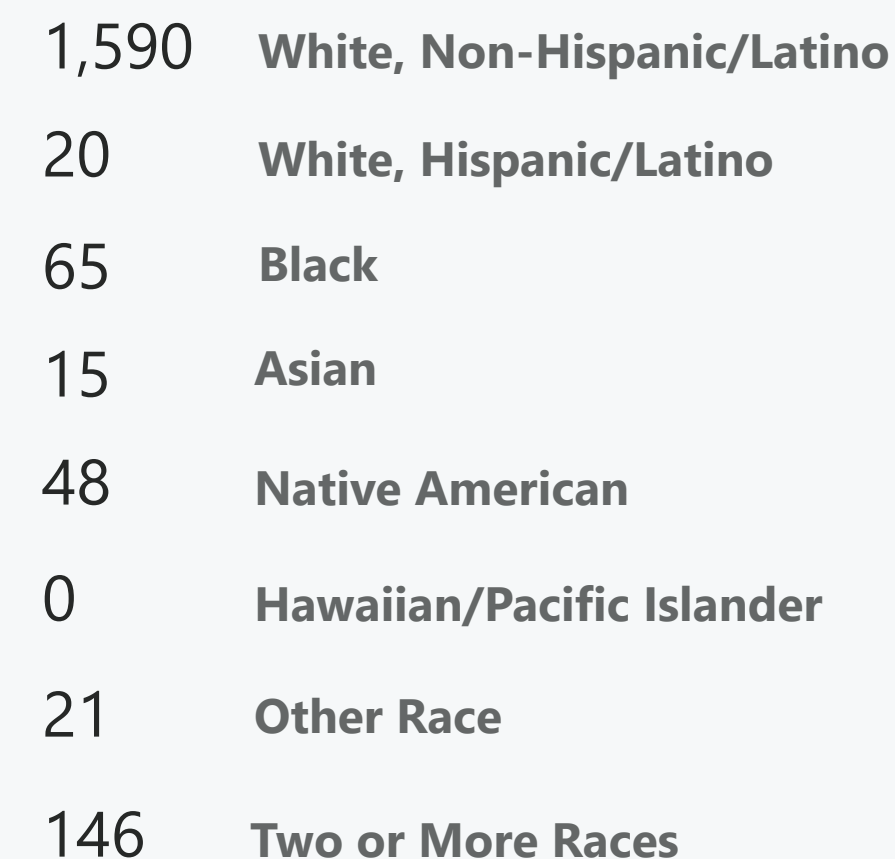 1,590 White, Non-Hispanic/Latino
20 White, Hispanic/Latino
65 Black
15 Asian
48 Native American
0 Hawaiian/Pacific Islander
21 Other Race
146 Two or More Races